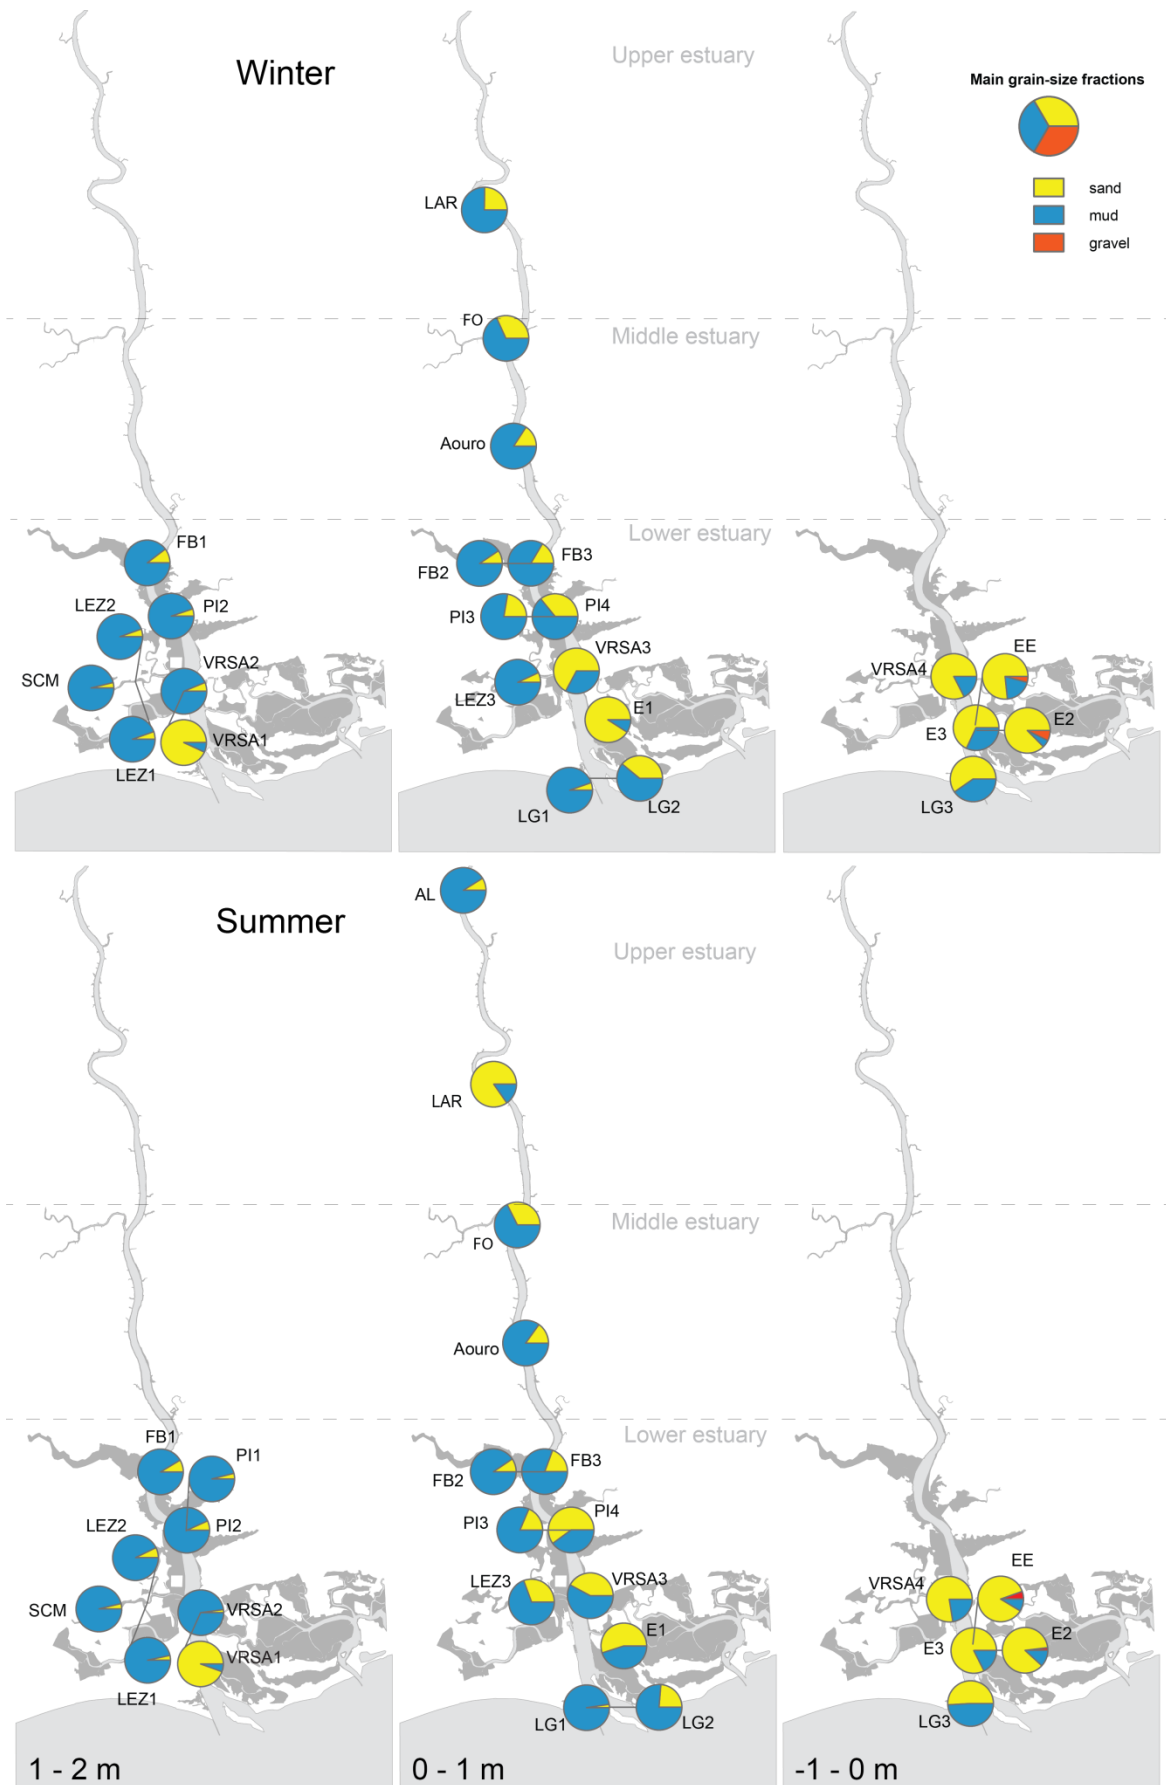 Winter
Upper estuary
Main grain-size fractions
sand
mud
gravel
LAR
FO
Middle estuary
Aouro
Lower estuary
FB1
LEZ2
PI2
SCM
VRSA2
VRSA1
LEZ1
FB2
FB3
PI3
PI4
VRSA3
LEZ3
E1
LG1
LG2
VRSA4
EE
E3
E2
LG3
Summer
AL
Upper estuary
LAR
Middle estuary
FO
Aouro
Lower estuary
FB1
PI1
LEZ2
PI2
SCM
VRSA2
VRSA1
LEZ1
FB2
FB3
PI3
PI4
LEZ3
VRSA3
E1
LG1
LG2
EE
VRSA4
E3
E2
LG3
1 - 2 m
0 - 1 m
-1 - 0 m